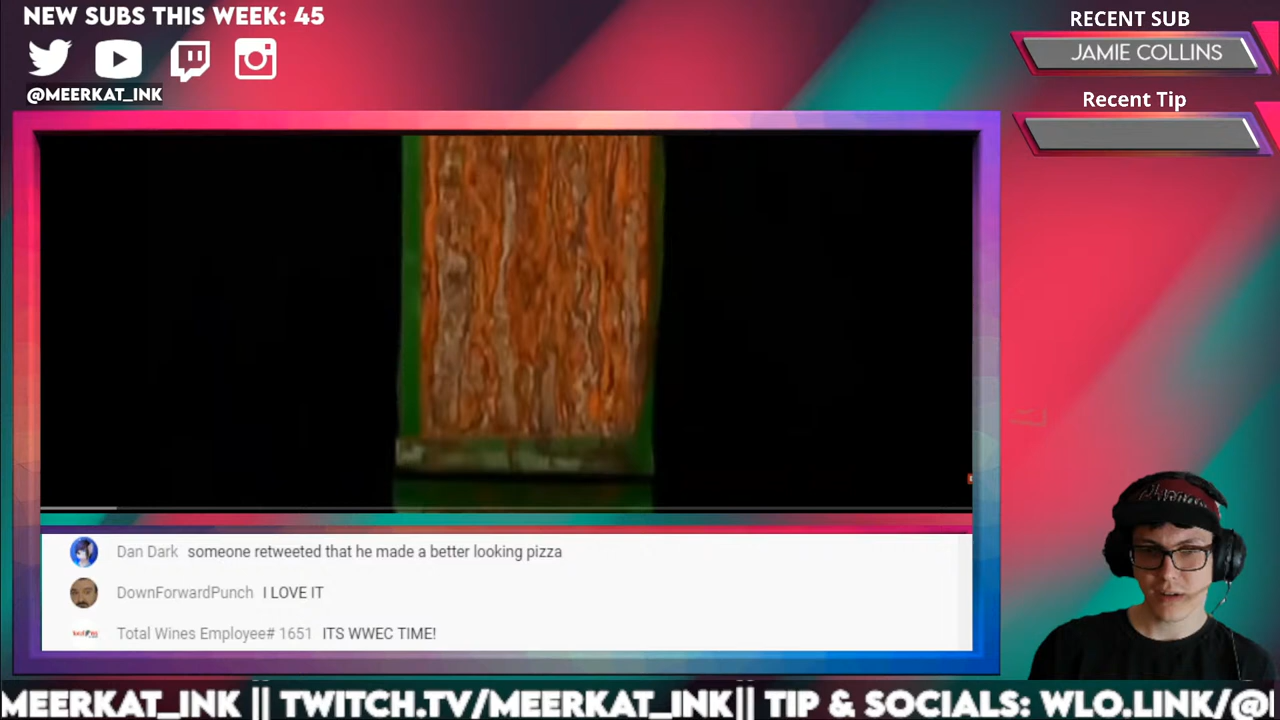 NEW SUBS THIS WEEK: 45
@MEERKAT_INK
RECENT SUB
JAMIE COLLINS
Recent Tip
Dan Dark someone retweeted that he made a better looking pizza
DownForwardPunch I LOVE IT
Total Wines Employee# 1651 ITS WWEC TIME!
MEERKAT_INK || TWITCH.TV/MEERKAT_INK|| TIP & SOCIALS: WLO.LINK/@